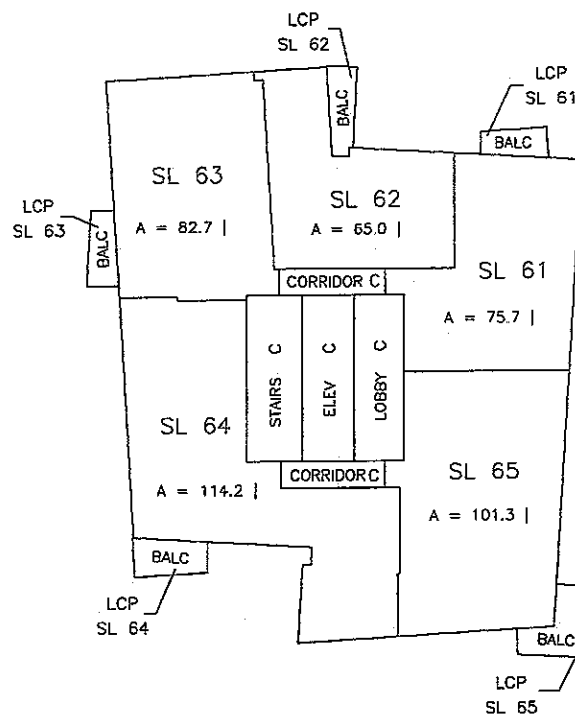 LCP
SL 62
LCP
SL 61
BALC
BALC
SL 63
A = 82.7
SL 62
A = 65.0
LCP
SL 63
BALC
CORRIDOR C
SL 61
A = 75.7
STAIRS C
ELEV C
LOBBY C
SL 64
A = 114.2
CORRIDOR C
SL 65
A = 101.3
BALC
LCP
SL 64
BALC
LCP
SL 65